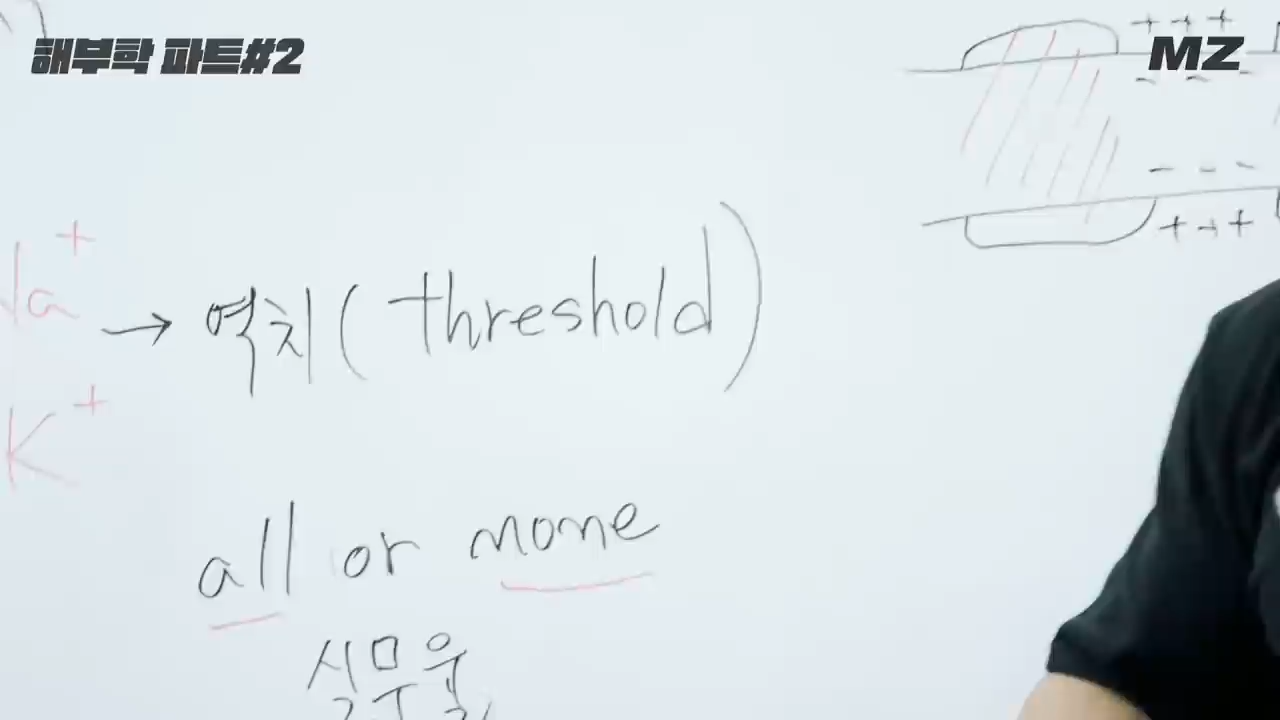 해부학 파트#2
MZ
+++
- - -
- - -
+++
Na+
→ 역치(threshold)
K+
all or none
실무율